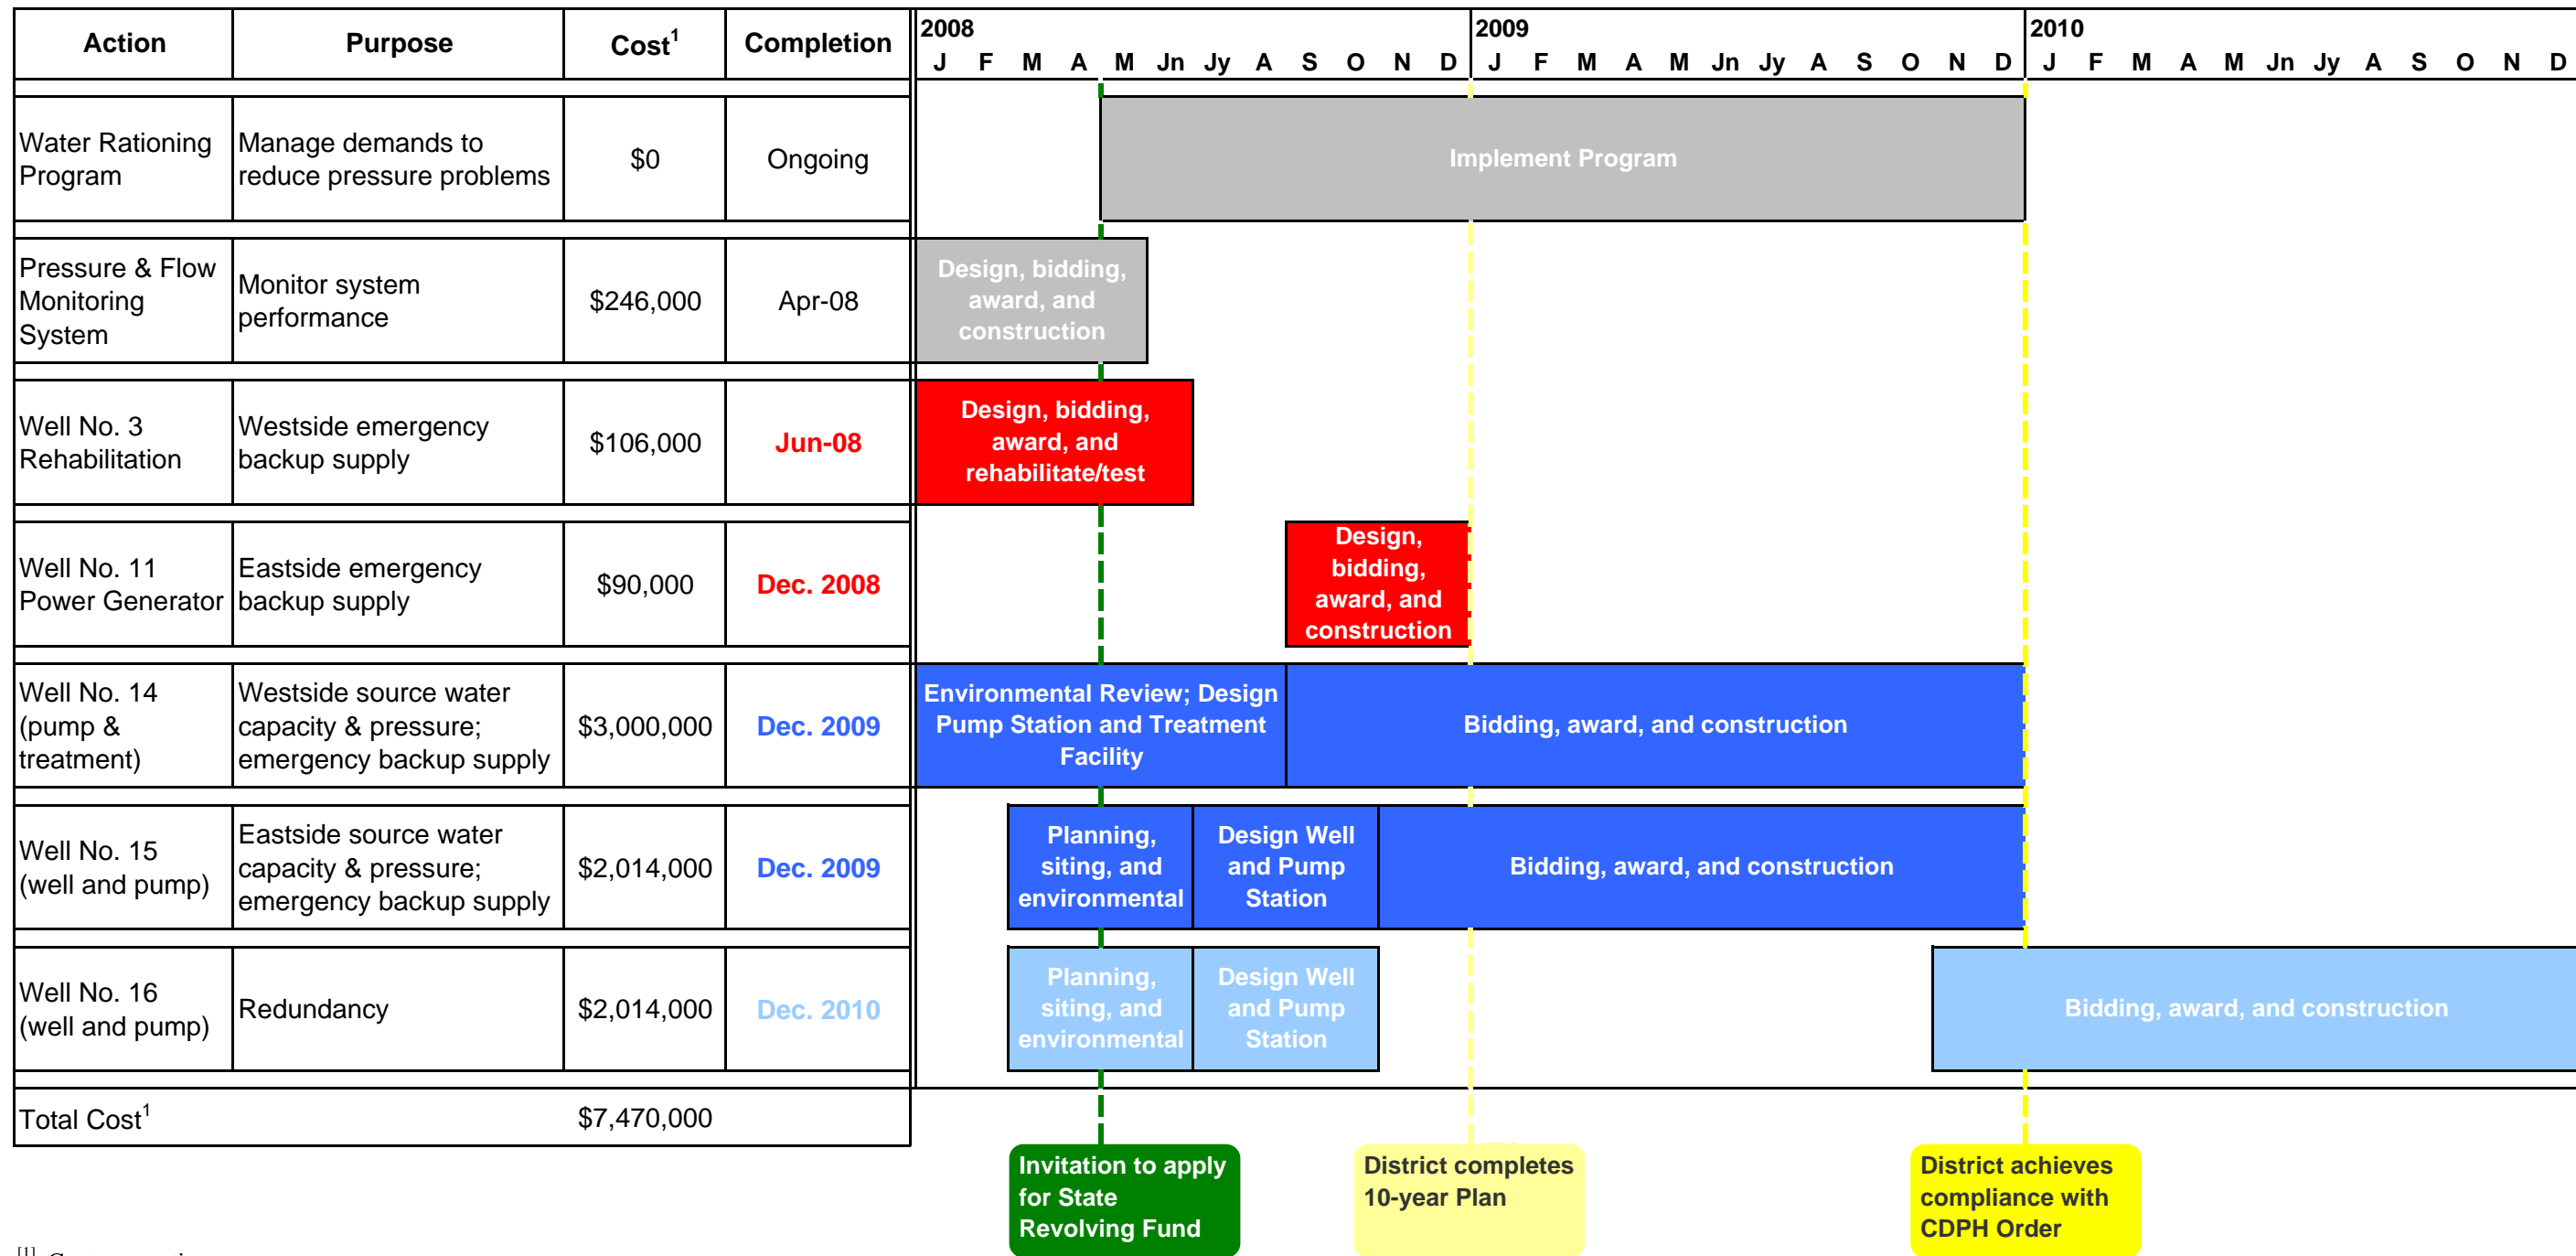 Action Purpose Cost1 Completion
2008 2009 2010
J F M A M Jn Jy A S O N D J F M A M Jn Jy A S O N D J F M A M Jn Jy A S O N D
Water Rationing
Program
Manage demands to
reduce pressure problems
$0
Ongoing
Implement Program
Pressure & Flow
Monitoring
System
Monitor system
performance
$246,000
Apr-08
Design, bidding,
award, and
construction
Well No. 3
Rehabilitation
Westside emergency
backup supply
$106,000
Jun-08
Design, bidding,
award, and
rehabilitate/test
Well No. 11
Power Generator
Eastside emergency
backup supply
$90,000
Dec. 2008
Design,
bidding,
award, and
construction
Well No. 14
(pump &
treatment)
Westside source water
capacity & pressure;
emergency backup supply
$3,000,000
Dec. 2009
Environmental Review; Design
Pump Station and Treatment
Facility
Bidding, award, and construction
Well No. 15
(well and pump)
Eastside source water
capacity & pressure;
emergency backup supply
$2,014,000
Dec. 2009
Planning,
siting, and
environmental
Design Well
and Pump
Station
Bidding, award, and construction
Well No. 16
(well and pump)
Redundancy
$2,014,000
Dec. 2010
Planning,
siting, and
environmental
Design Well
and Pump
Station
Bidding, award, and construction
Total Cost1 $7,470,000
Invitation to apply
for State
Revolving Fund
District completes
10-year Plan
District achieves
compliance with
CDPH Order
[1]